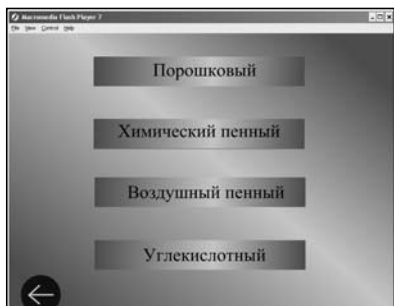 Macromedia Flash Player 7
File View Control Help
Порошковый
Химический пенный
Воздушный пенный
Углекислотный